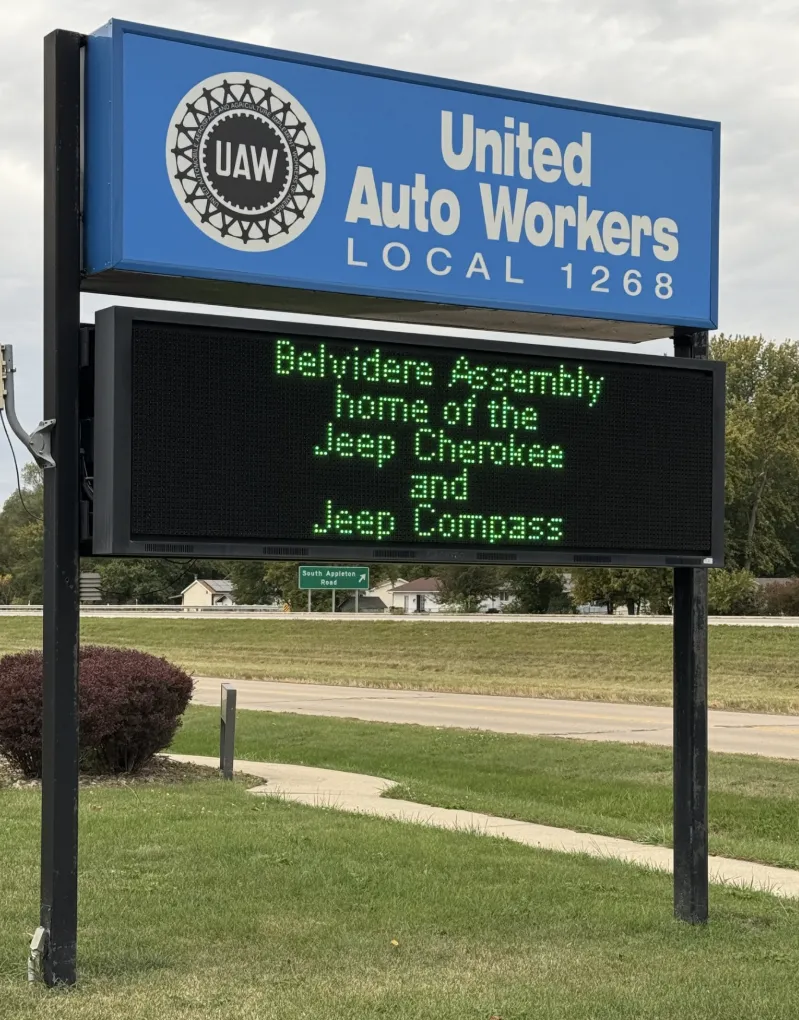 UAW
United
Auto Workers
LOCAL 1268
Belvidere Assembly
home of the
Jeep Cherokee
and
Jeep Compass
South Appleton
Road